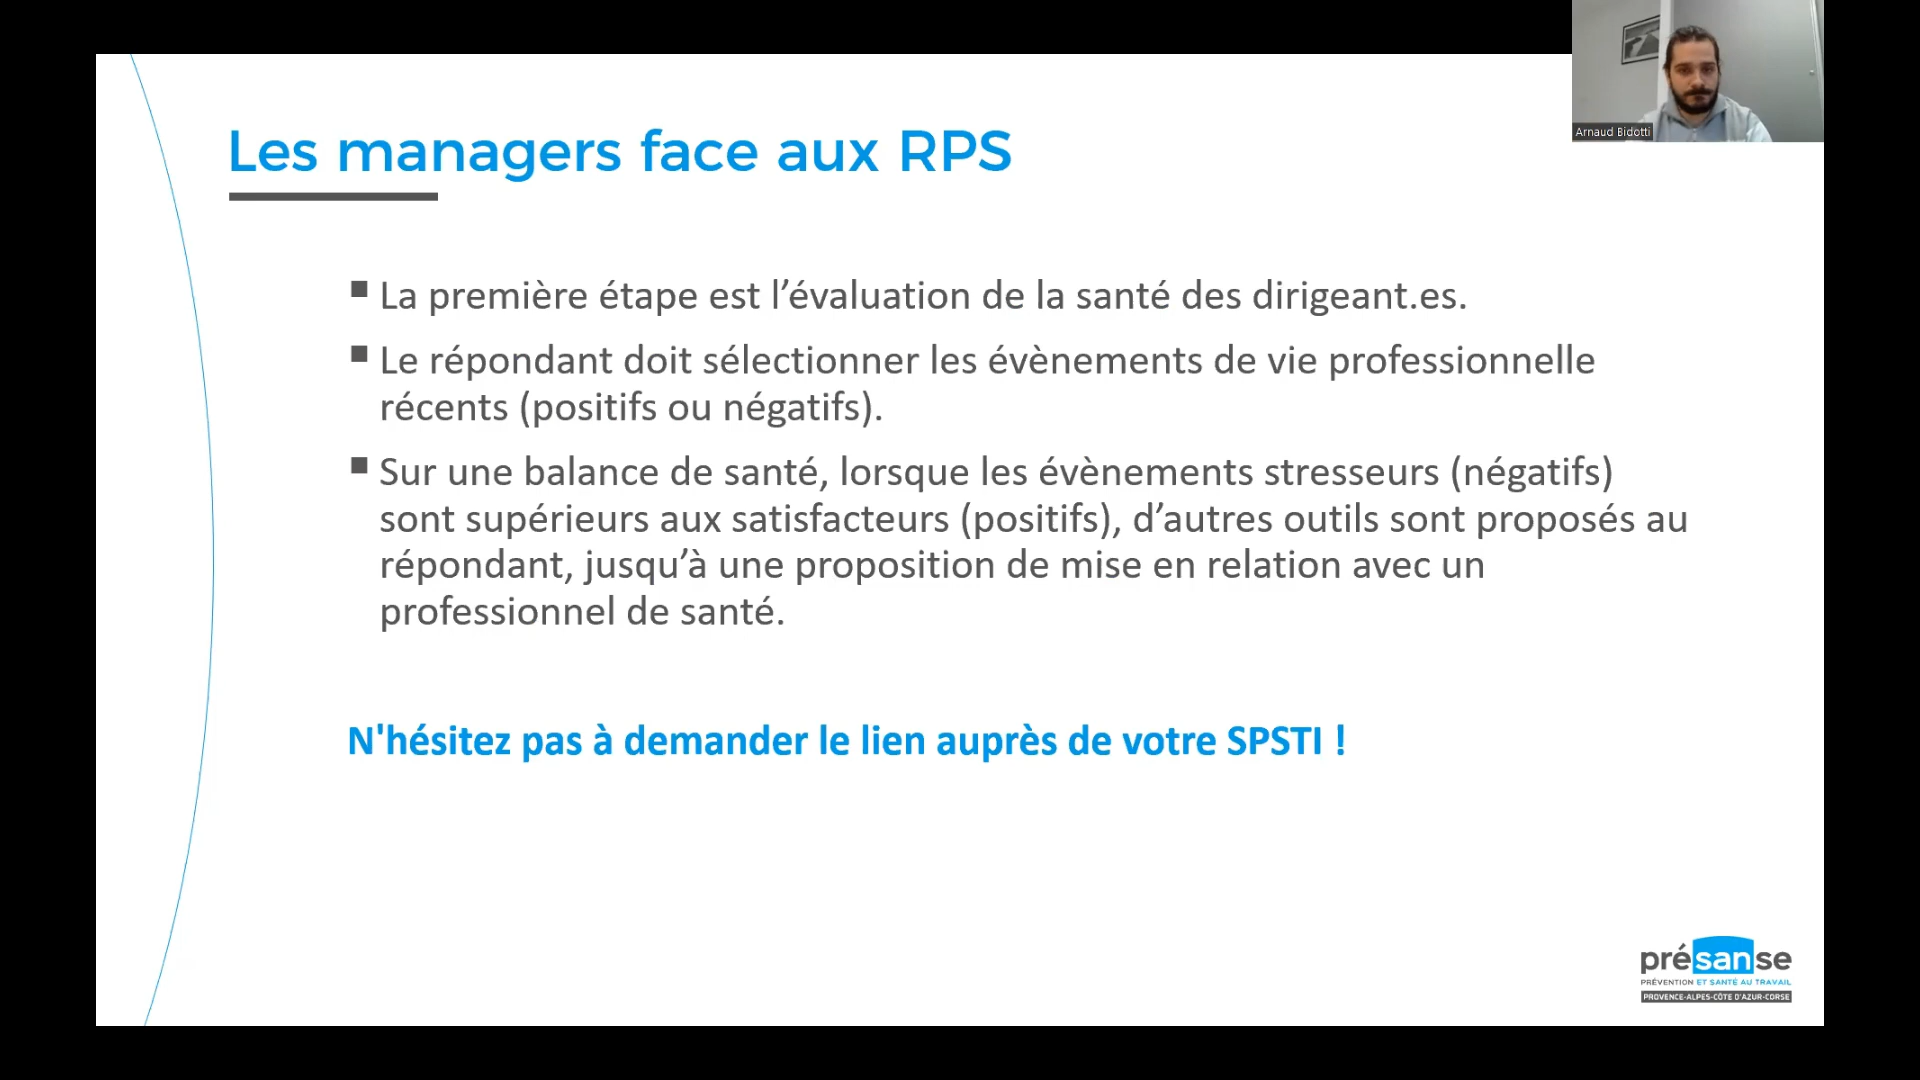 Arnaud Bidotti
Les managers face aux RPS
▪ La première étape est l’évaluation de la santé des dirigeant.es.
▪ Le répondant doit sélectionner les évènements de vie professionnelle
récents (positifs ou négatifs).
▪ Sur une balance de santé, lorsque les évènements stresseurs (négatifs)
sont supérieurs aux satisfacteurs (positifs), d’autres outils sont proposés au
répondant, jusqu’à une proposition de mise en relation avec un
professionnel de santé.
N'hésitez pas à demander le lien auprès de votre SPSTI !
présanse
PRÉVENTION ET SANTÉ AU TRAVAIL
PROVENCE-ALPES-CÔTE D'AZUR-CORSE